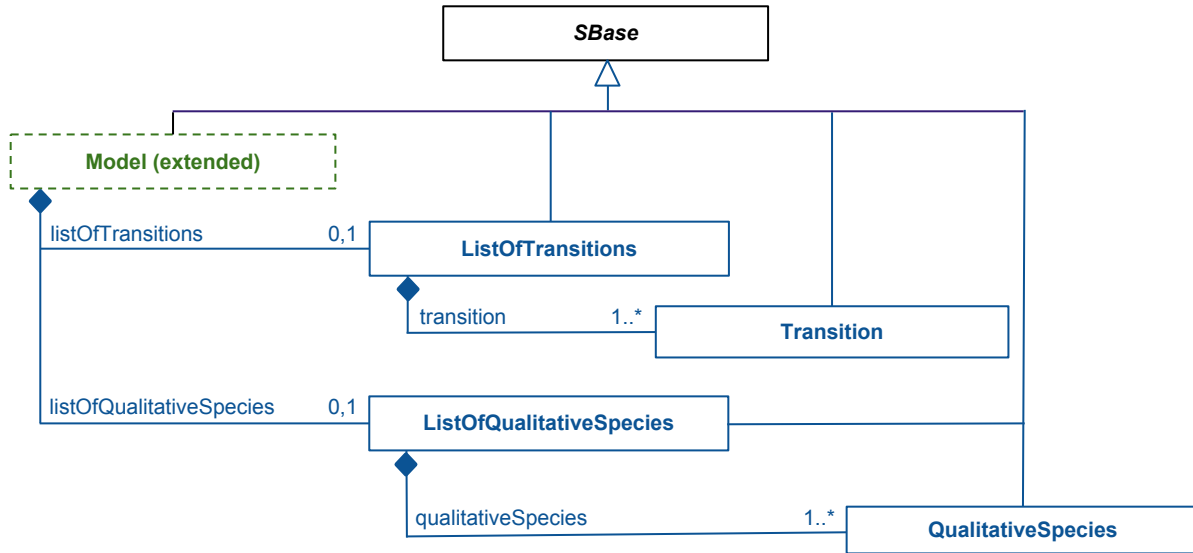 SBase
Model (extended)
listOfTransitions 0,1
ListOfTransitions
transition 1..*
Transition
listOfQualitativeSpecies 0,1
ListOfQualitativeSpecies
qualitativeSpecies 1..*
QualitativeSpecies